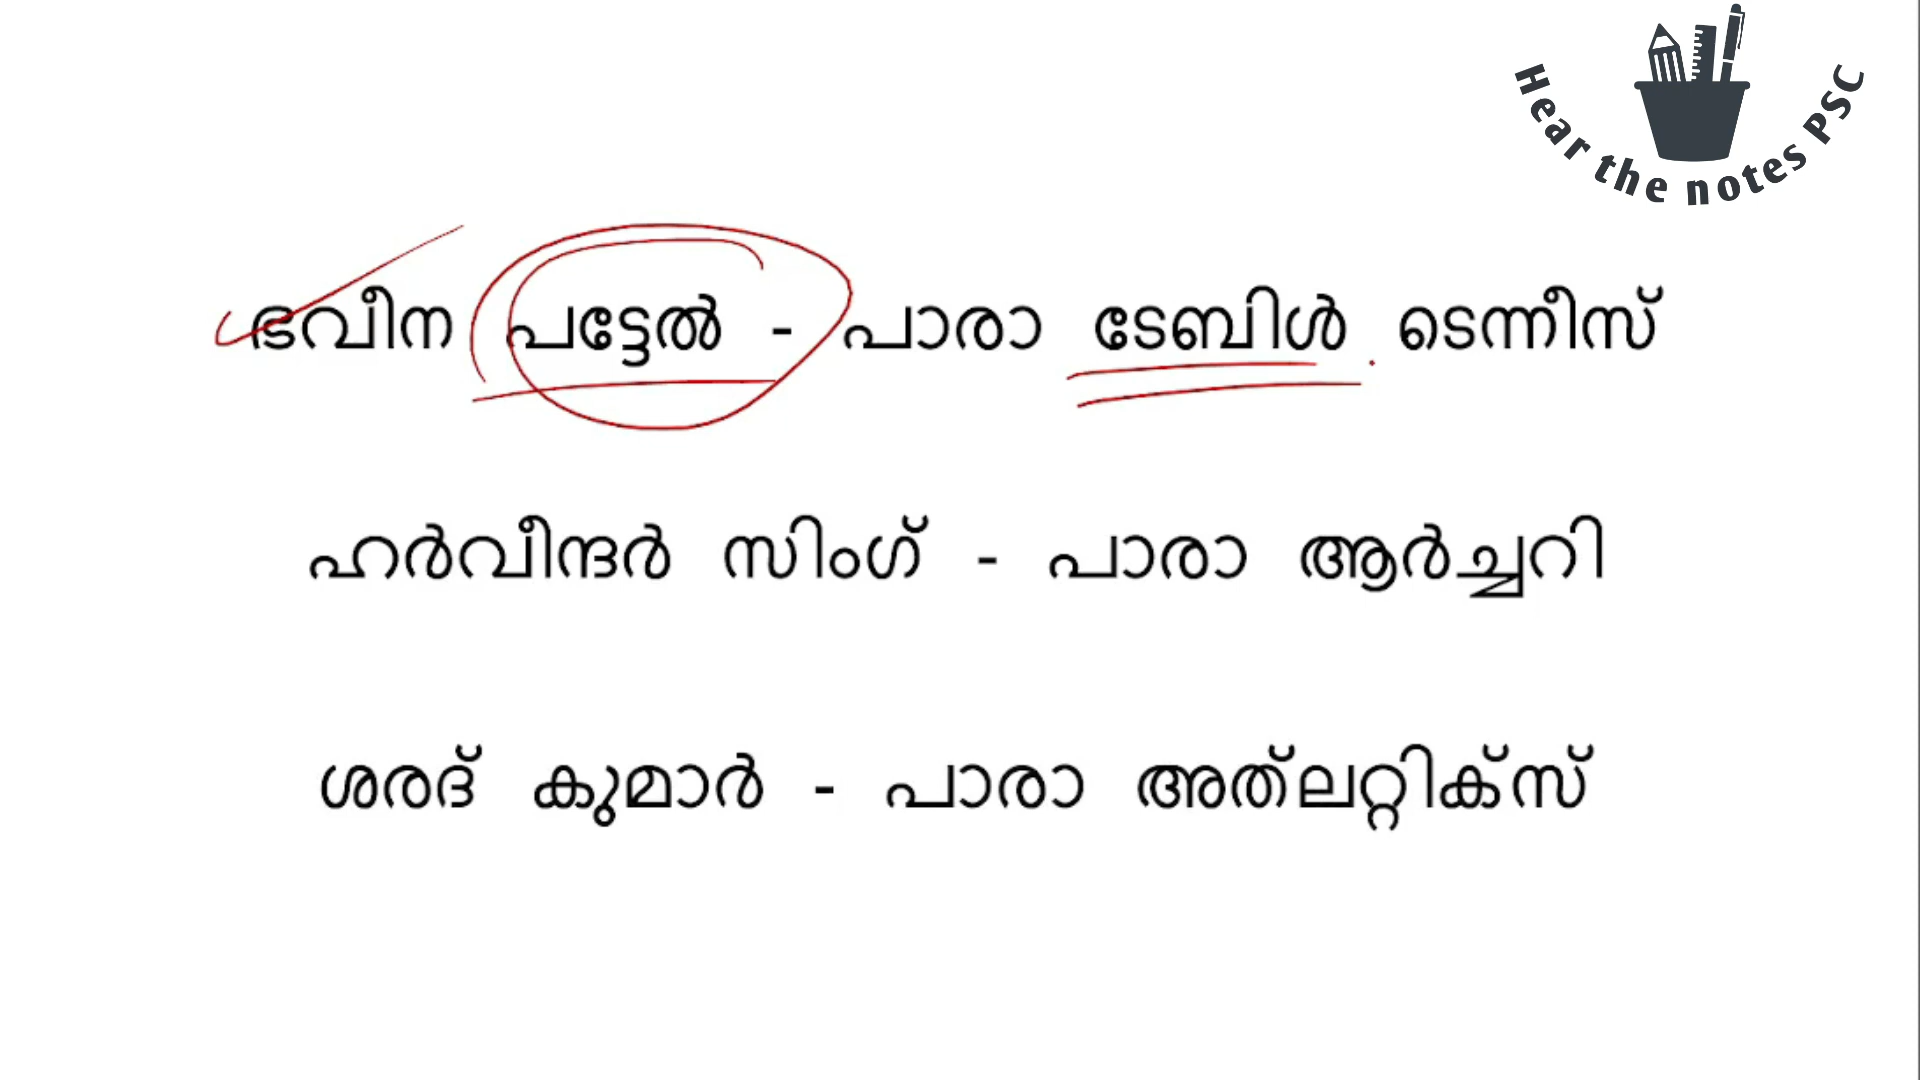 Hear the notes PSC
ഭവീന പട്ടേൽ - പാരാ ടേബിൾ ടെന്നീസ്
ഹർവീന്ദർ സിംഗ് - പാരാ ആർച്ചറി
ശരദ് കുമാർ - പാരാ അത്ലറ്റിക്സ്